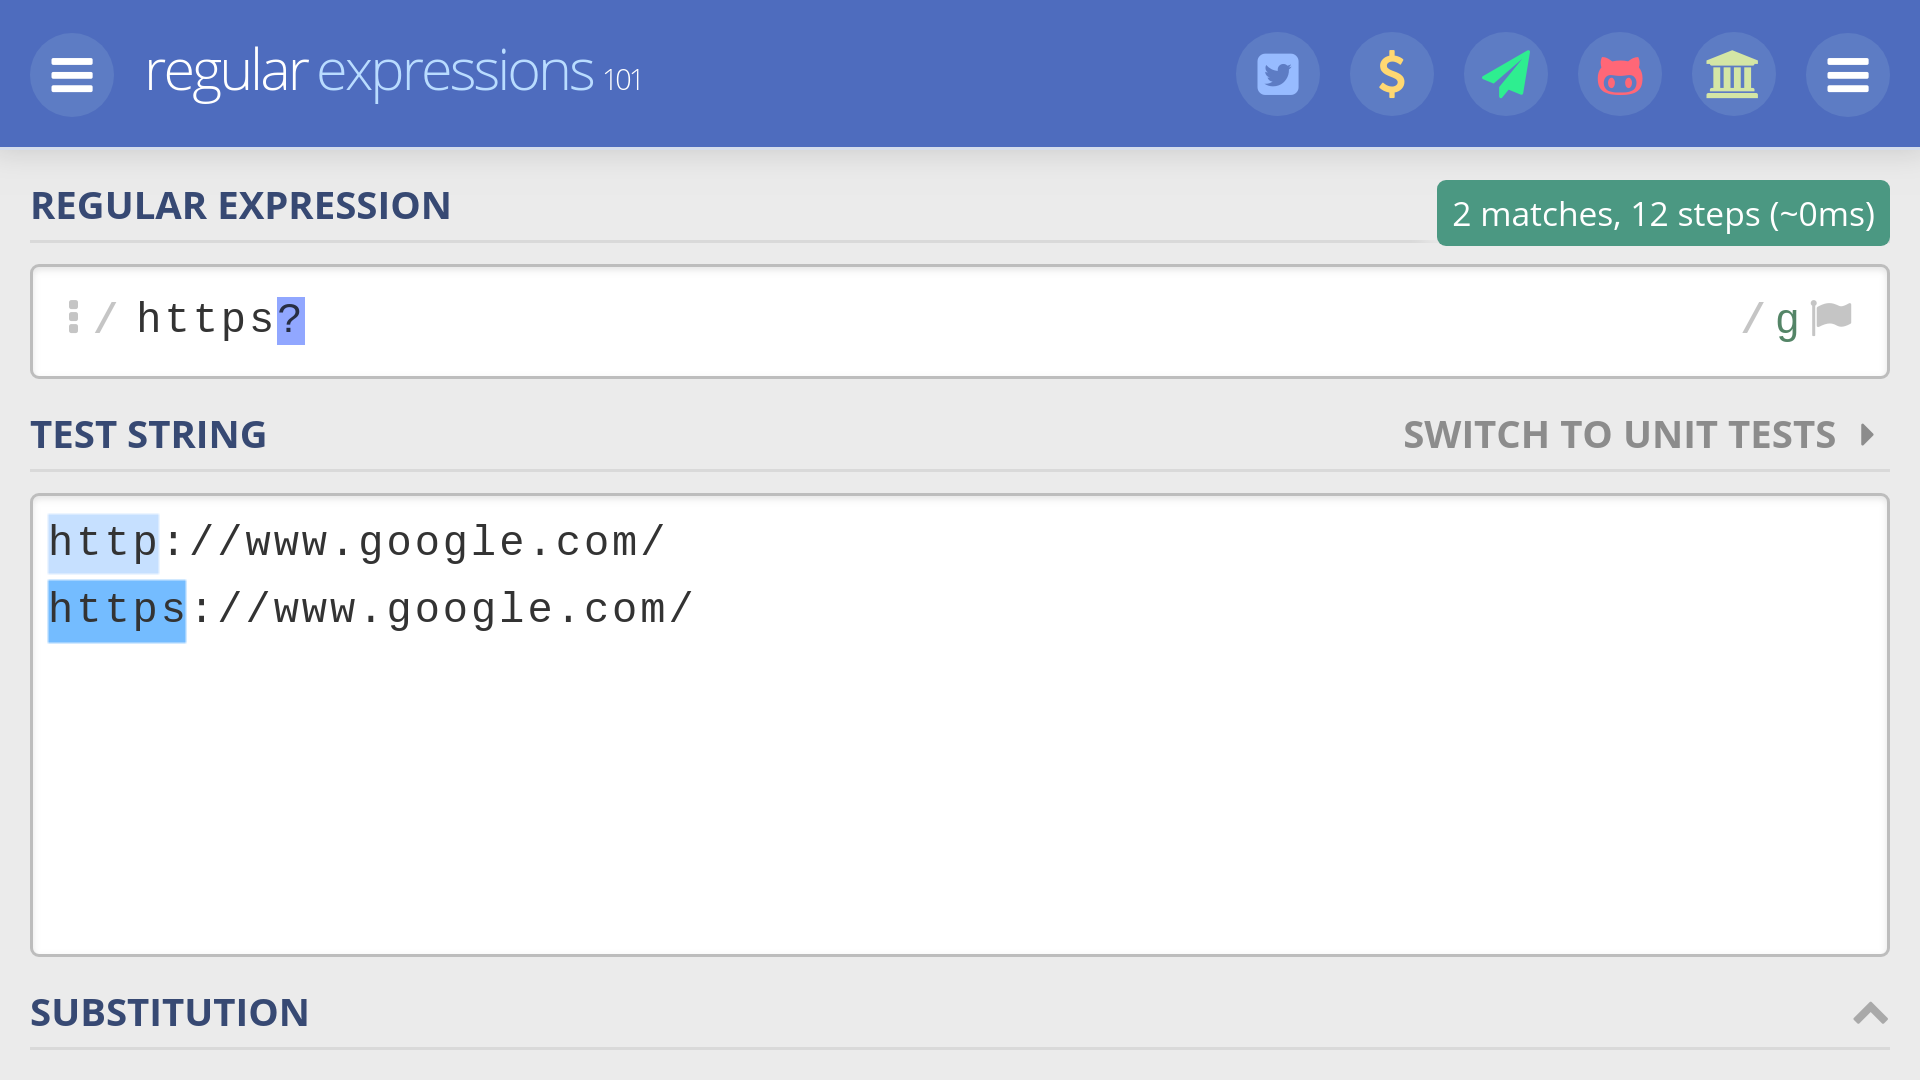 regular expressions 101
REGULAR EXPRESSION
2 matches, 12 steps (~0ms)
/ https? / g
TEST STRING
SWITCH TO UNIT TESTS
http://www.google.com/
https://www.google.com/
SUBSTITUTION